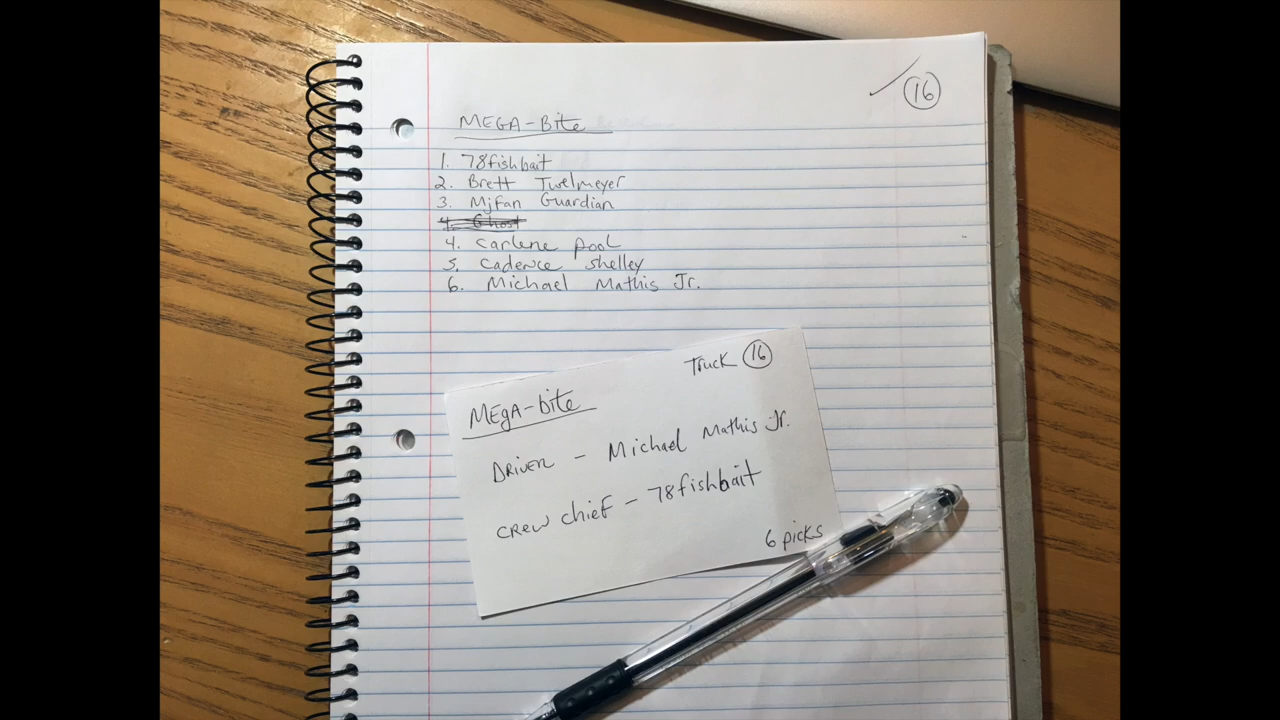 16
MEGA-Bite
1. 78fishbait
2. Brett Twelmeyer
3. Mjfan Guardian
4. Ghost
4. Carlene pool
5. Cadence shelley
6. Michael Mathis Jr.
Truck 16
MEgA-bite
DRIVER - Michael Mathis Jr.
CREW chief - 78fishbait
6 picks